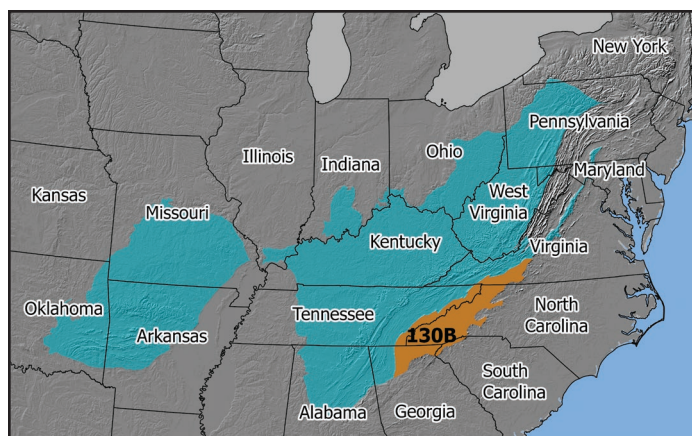 New York
Pennsylvania
Ohio
Illinois
Indiana
Maryland
Kansas
West
Virginia
Missouri
Kentucky
Virginia
Oklahoma
Tennessee
North
Carolina
Arkansas
130B
South
Carolina
Alabama
Georgia